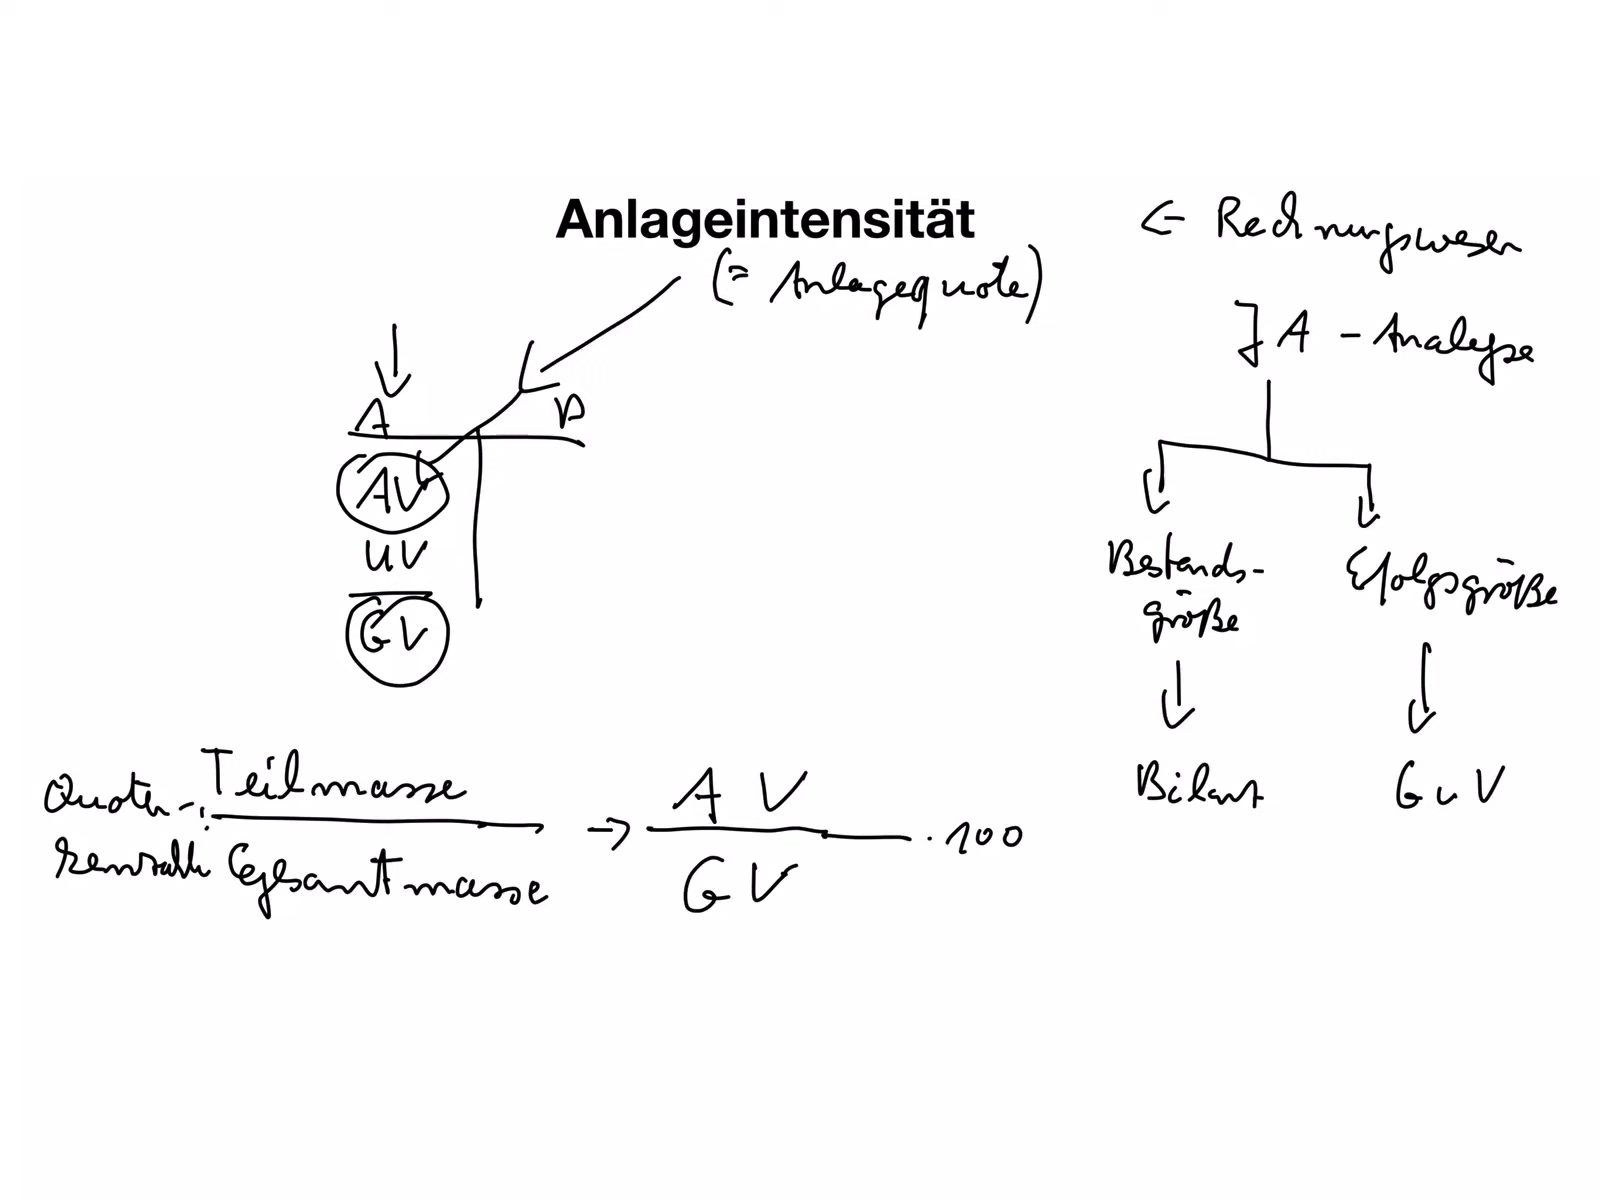 Anlageintensität
(= Anlagequote)
← Rechnungswesen
] A - Analyse
Bestands-
größe
Erfolgsgröße
Bilanz
GuV
A P
AV
UV
GV
Quoten-:
kennzahl
Teilmasse
Gesamtmasse
→ AV
GV
. 100